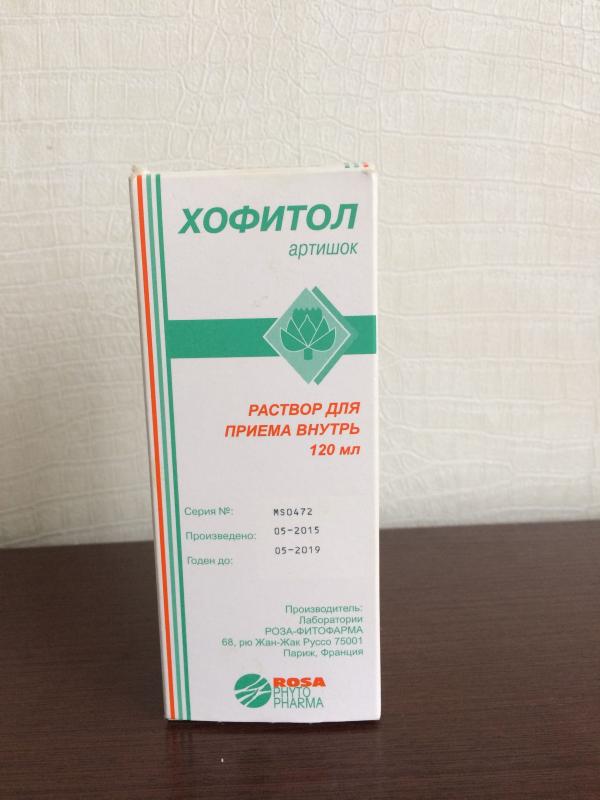 ХОФИТОЛ
артишок
РАСТВОР ДЛЯ
ПРИЕМА ВНУТРЬ
120 мл
Серия №: MS0472
Произведено: 05-2015
Годен до: 05-2019
Производитель:
Лаборатории
РОЗА-ФИТОФАРМА
68, рю Жан-Жак Руссо 75001
Париж, Франция
ROSA
PHYTO
PHARMA